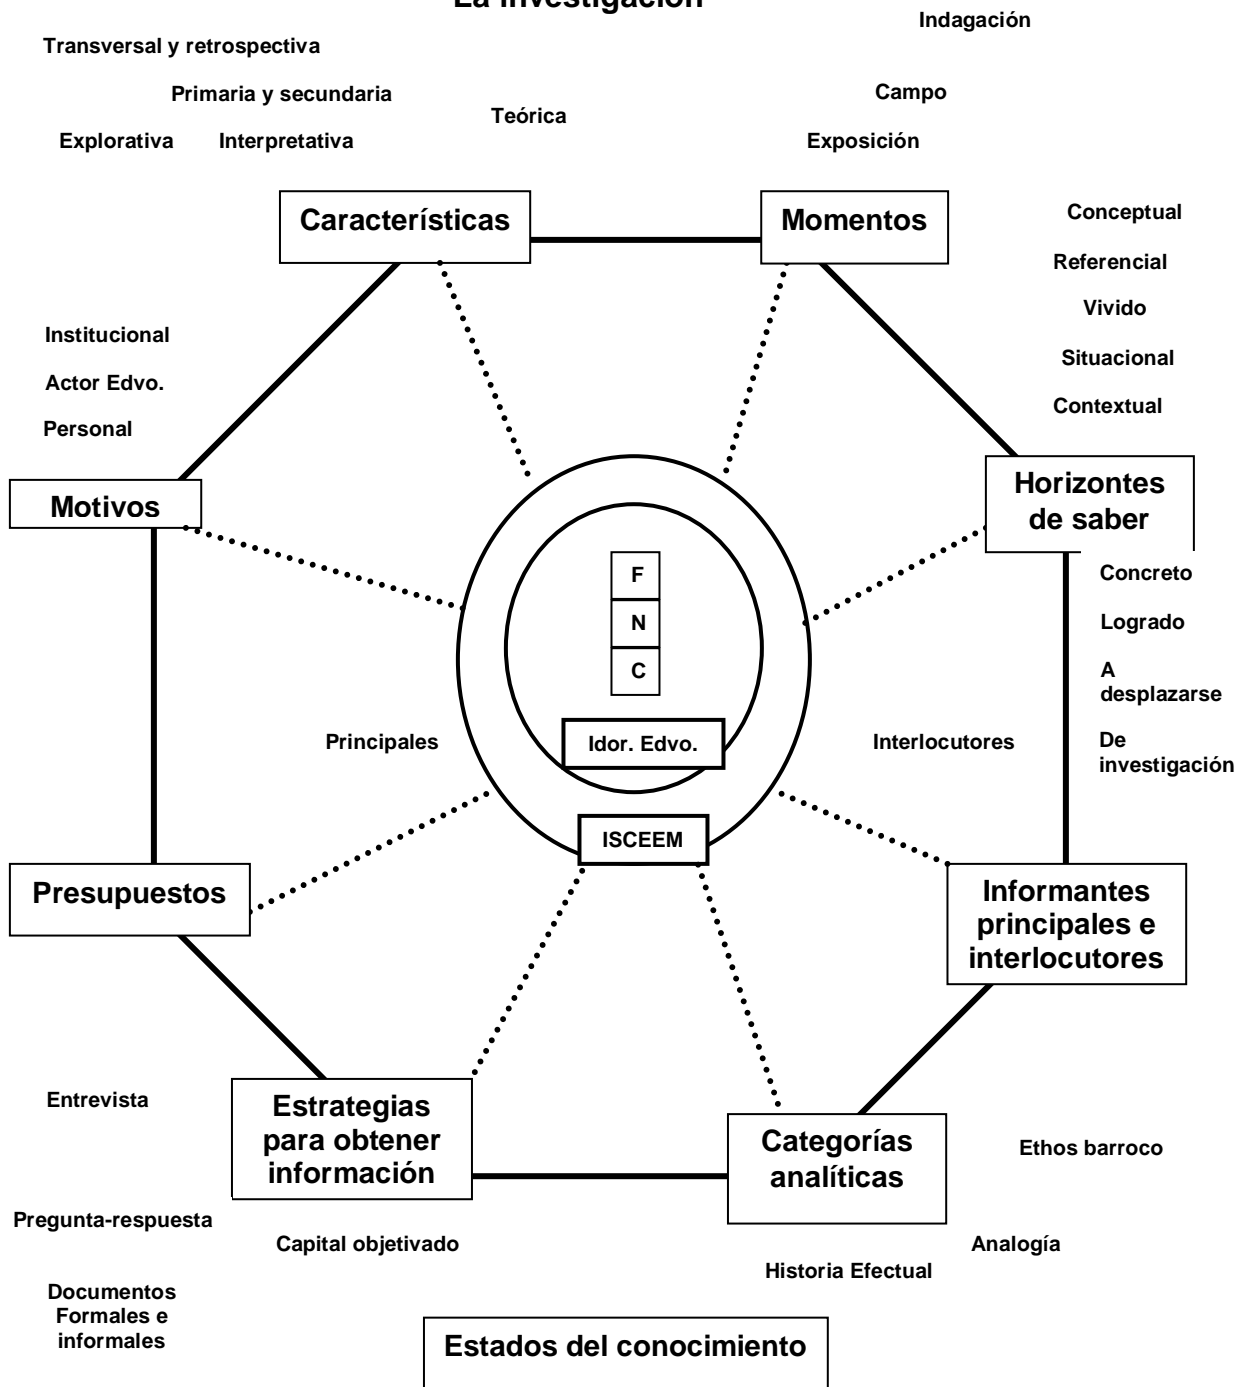 La investigación
Indagación
Transversal y retrospectiva
Primaria y secundaria
Campo
Teórica
Explorativa
Interpretativa
Exposición
Características
Momentos
Conceptual
Referencial
Vivido
Situacional
Contextual
Institucional
Actor Edvo.
Personal
Motivos
Horizontes
de saber
F
N
C
Concreto
Logrado
A
desplazarse
De
investigación
Principales
Idor. Edvo.
Interlocutores
ISCEEM
Presupuestos
Informantes
principales e
interlocutores
Entrevista
Estrategias
para obtener
información
Categorías
analíticas
Ethos barroco
Pregunta-respuesta
Capital objetivado
Analogía
Historia Efectual
Documentos
Formales e
informales
Estados del conocimiento